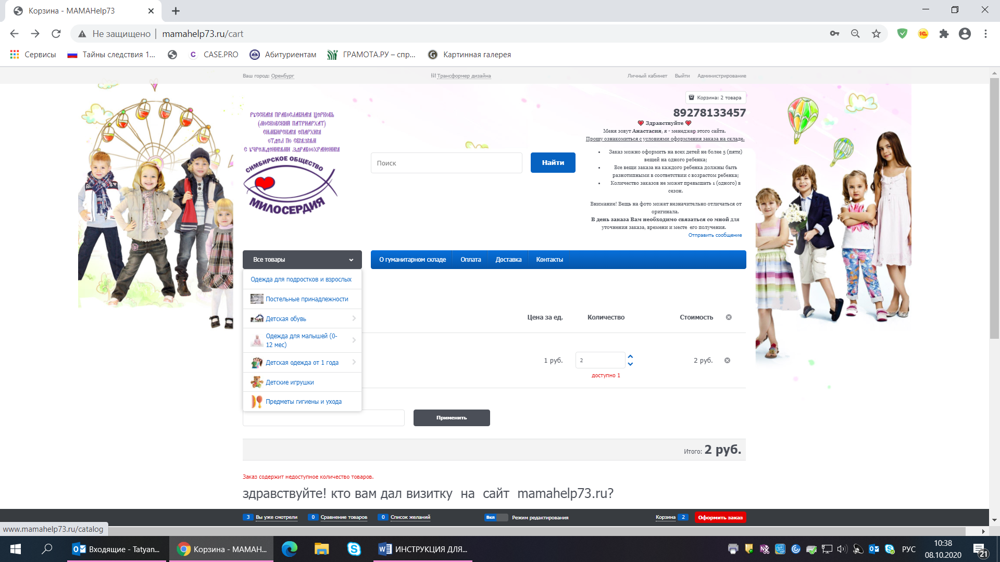 Корзина - MAMAHelp73
Не защищено | mamahelp73.ru/cart
Сервисы
Тайны следствия 1...
CASE.PRO
Абитуриентам
ГРАМОТА.РУ – спр...
Картинная галерея
Ваш город: Оренбург
Трансформер дизайна
Личный кабинет Выйти Администрирование
Корзина: 2 товара
89278133457
Здравствуйте
Меня зовут Анастасия, я - менеджер этого сайта.
Прошу ознакомиться с условиями оформления заказа на складе.
• Заказ можно оформить на всех детей не более 5 (пяти)
вещей на одного ребенка;
• Все вещи заказа на каждого ребенка должны быть
разнотипными в соответствии с возрастом ребенка;
• Количество заказов не может превышать 1 (одного) в
сезон.
Внимание! Вещь на фото может незначительно отличаться от
оригинала.
В день заказа Вам необходимо связаться со мной для
уточнения заказа, времени и месте его получения.
Отправить сообщение
РУССКАЯ ПРАВОСЛАВНАЯ ЦЕРКОВЬ
(МОСКОВСКИЙ ПАТРИАРХАТ)
СИМБИРСКАЯ ЕПАРХИЯ
ОТДЕЛ ПО СВЯЗЯМ
С УЧРЕЖДЕНИЯМИ ЗДРАВООХРАНЕНИЯ
СИМБИРСКОЕ ОБЩЕСТВО
МИЛОСЕРДИЯ
Поиск
Найти
Все товары
О гуманитарном складе
Оплата
Доставка
Контакты
Одежда для подростков и взрослых
Постельные принадлежности
Детская обувь
Одежда для малышей (0-
12 мес)
Детская одежда от 1 года
Детские игрушки
Предметы гигиены и ухода
Цена за ед. Количество Стоимость
1 руб. 2 2 руб.
доступно 1
Применить
Итого: 2 руб.
Заказ содержит недоступное количество товаров.
здравствуйте! кто вам дал визитку на сайт mamahelp73.ru?
3 Вы уже смотрели
0 Сравнение товаров
0 Список желаний
Вкл Режим редактирования
Корзина 2
Оформить заказ
www.mamahelp73.ru/catalog
Входящие - Tatyan...
Корзина - MAMAH...
ИНСТРУКЦИЯ ДЛЯ...
РУС
10:38
08.10.2020
21